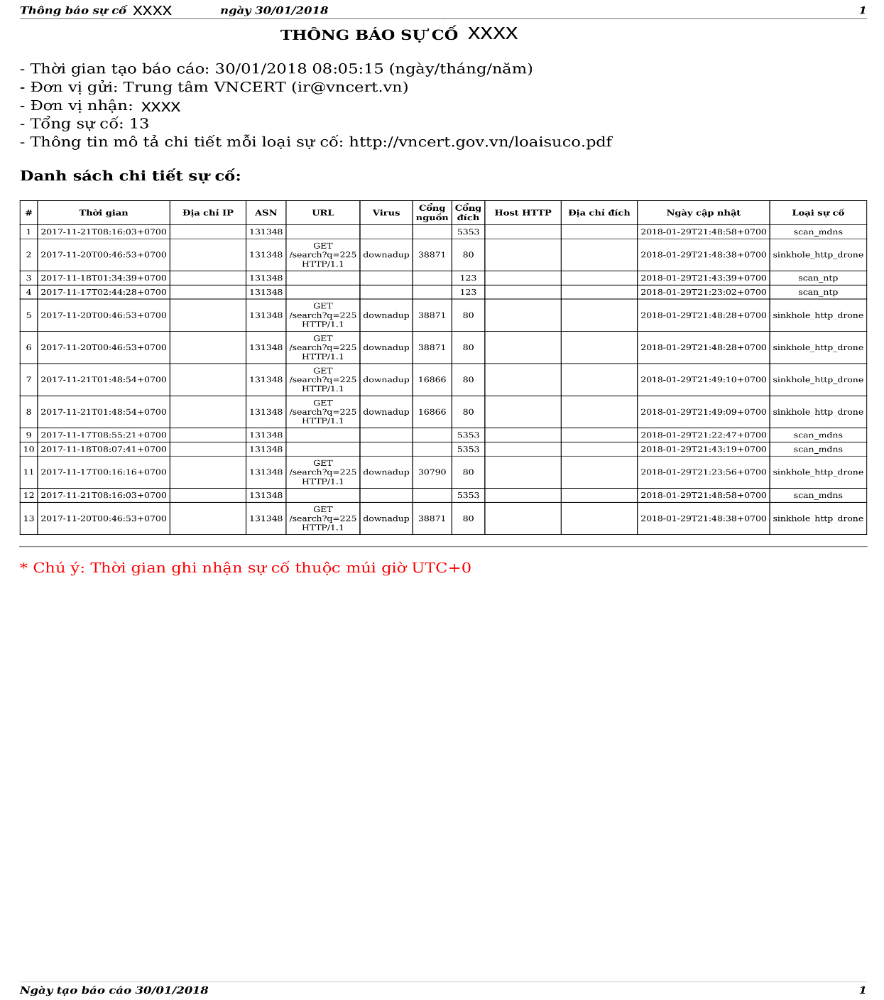 Thông báo sự cố XXXX ngày 30/01/2018 1
THÔNG BÁO SỰ CỐ XXXX
- Thời gian tạo báo cáo: 30/01/2018 08:05:15 (ngày/tháng/năm)
- Đơn vị gửi: Trung tâm VNCERT (ir@vncert.vn)
- Đơn vị nhận: XXXX
- Tổng sự cố: 13
- Thông tin mô tả chi tiết mỗi loại sự cố: http://vncert.gov.vn/loaisuco.pdf
Danh sách chi tiết sự cố:
# Thời gian Địa chỉ IP ASN URL Virus Cổng nguồn Cổng đích Host HTTP Địa chỉ đích Ngày cập nhật Loại sự cố
1 2017-11-21T08:16:03+0700 131348 5353 2018-01-29T21:48:58+0700 scan_mdns
2 2017-11-20T00:46:53+0700 131348 GET /search?q=225 HTTP/1.1 downadup 38871 80 2018-01-29T21:48:38+0700 sinkhole_http_drone
3 2017-11-18T01:34:39+0700 131348 123 2018-01-29T21:43:39+0700 scan_ntp
4 2017-11-17T02:44:28+0700 131348 123 2018-01-29T21:23:02+0700 scan_ntp
5 2017-11-20T00:46:53+0700 131348 GET /search?q=225 HTTP/1.1 downadup 38871 80 2018-01-29T21:48:28+0700 sinkhole_http_drone
6 2017-11-20T00:46:53+0700 131348 GET /search?q=225 HTTP/1.1 downadup 38871 80 2018-01-29T21:48:28+0700 sinkhole_http_drone
7 2017-11-21T01:48:54+0700 131348 GET /search?q=225 HTTP/1.1 downadup 16866 80 2018-01-29T21:49:10+0700 sinkhole_http_drone
8 2017-11-21T01:48:54+0700 131348 GET /search?q=225 HTTP/1.1 downadup 16866 80 2018-01-29T21:49:09+0700 sinkhole_http_drone
9 2017-11-17T08:55:21+0700 131348 5353 2018-01-29T21:22:47+0700 scan_mdns
10 2017-11-18T08:07:41+0700 131348 5353 2018-01-29T21:43:19+0700 scan_mdns
11 2017-11-17T00:16:16+0700 131348 GET /search?q=225 HTTP/1.1 downadup 30790 80 2018-01-29T21:23:56+0700 sinkhole_http_drone
12 2017-11-21T08:16:03+0700 131348 5353 2018-01-29T21:48:58+0700 scan_mdns
13 2017-11-20T00:46:53+0700 131348 GET /search?q=225 HTTP/1.1 downadup 38871 80 2018-01-29T21:48:38+0700 sinkhole_http_drone
* Chú ý: Thời gian ghi nhận sự cố thuộc múi giờ UTC+0
Ngày tạo báo cáo 30/01/2018 1